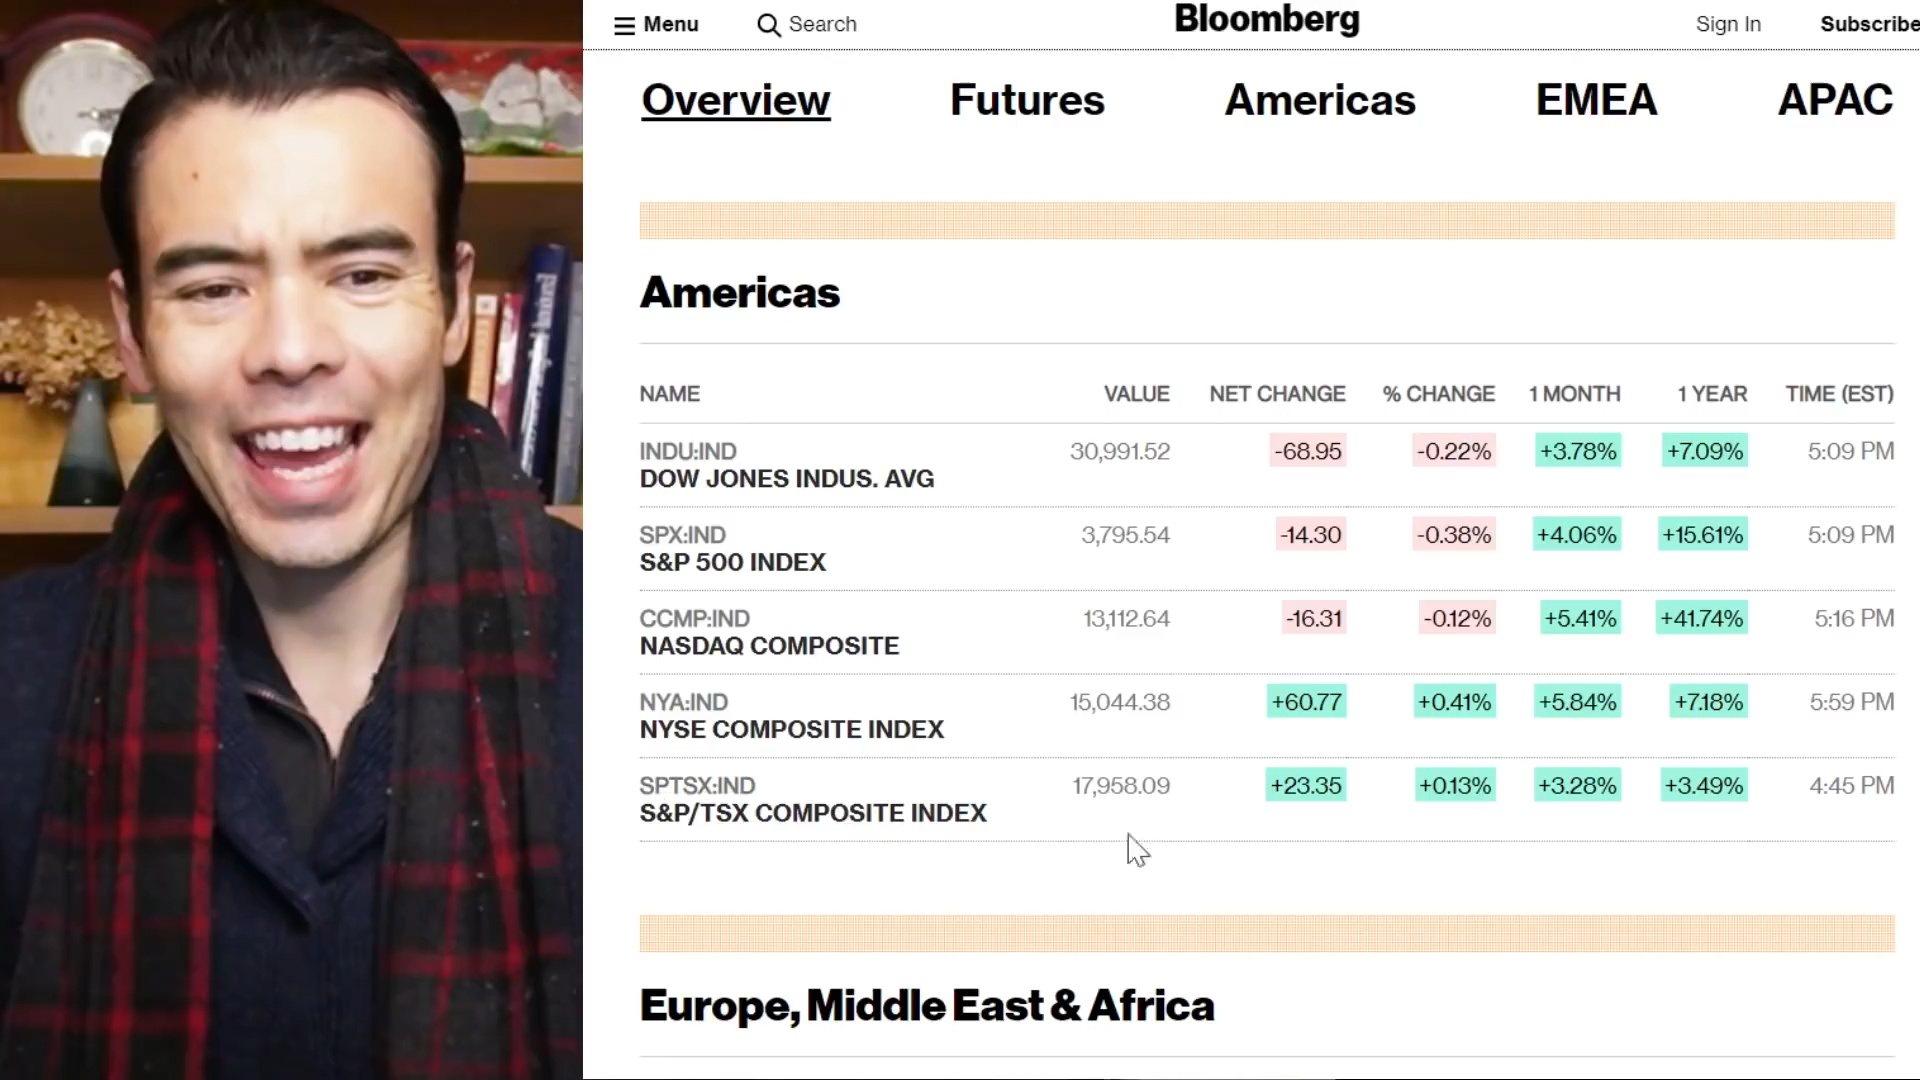 Menu
Search
Bloomberg
Sign In
Subscribe
Overview
Futures
Americas
EMEA
APAC
Americas
NAME VALUE NET CHANGE % CHANGE 1 MONTH 1 YEAR TIME (EST)
INDU:IND 30,991.52 -68.95 -0.22% +3.78% +7.09% 5:09 PM
DOW JONES INDUS. AVG
SPX:IND 3,795.54 -14.30 -0.38% +4.06% +15.61% 5:09 PM
S&P 500 INDEX
CCMP:IND 13,112.64 -16.31 -0.12% +5.41% +41.74% 5:16 PM
NASDAQ COMPOSITE
NYA:IND 15,044.38 +60.77 +0.41% +5.84% +7.18% 5:59 PM
NYSE COMPOSITE INDEX
SPTSX:IND 17,958.09 +23.35 +0.13% +3.28% +3.49% 4:45 PM
S&P/TSX COMPOSITE INDEX
Europe, Middle East & Africa